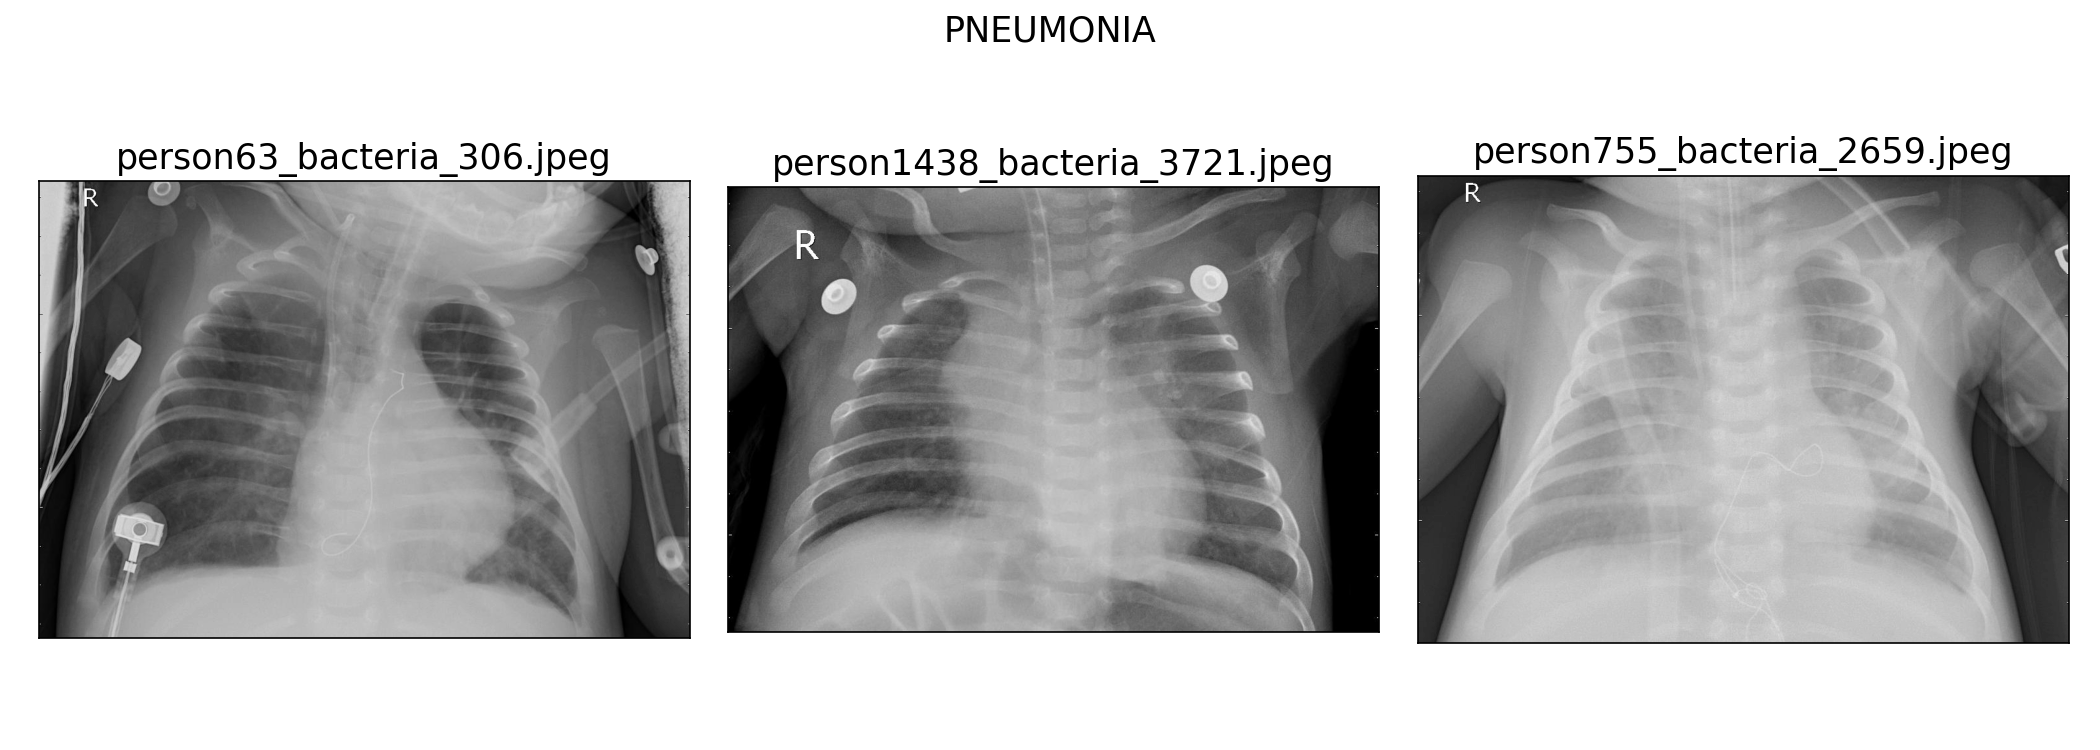 PNEUMONIA
person63_bacteria_306.jpeg
person1438_bacteria_3721.jpeg
person755_bacteria_2659.jpeg
R
R
R